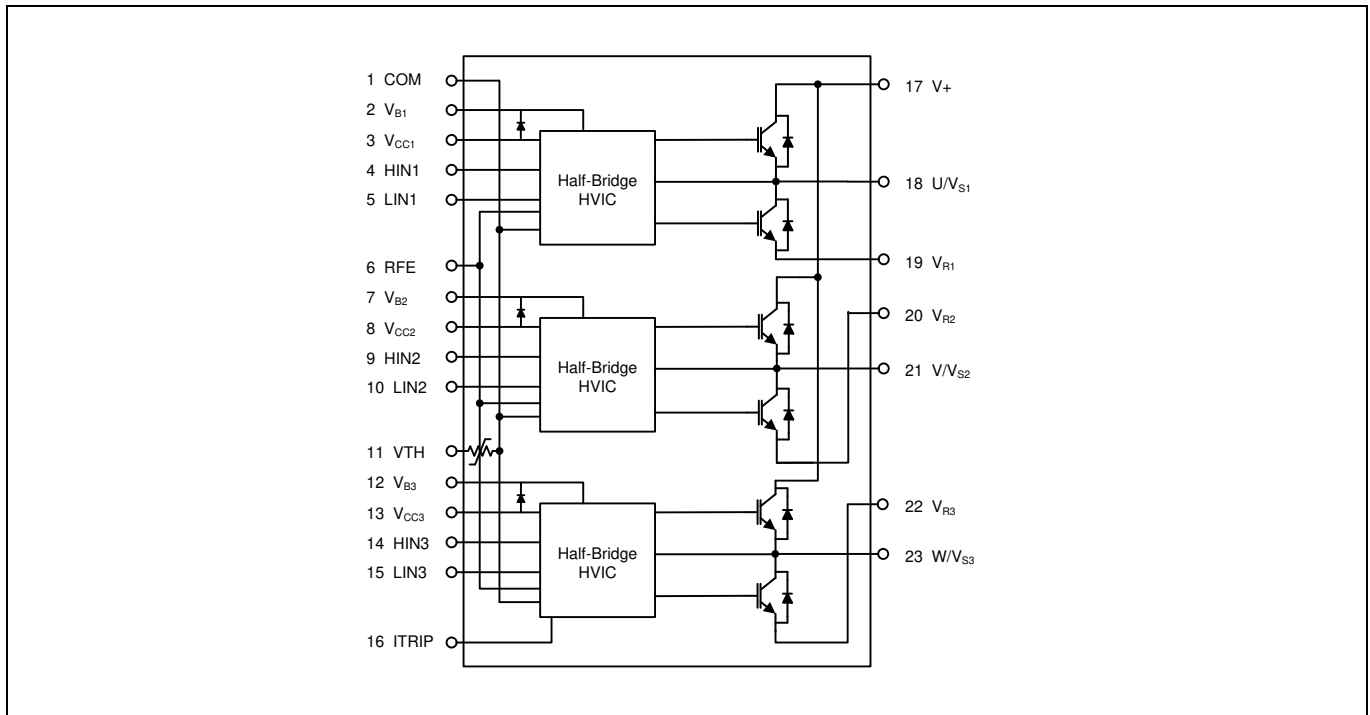 1 COM
2 VB1
3 VCC1
4 HIN1
5 LIN1
6 RFE
7 VB2
8 VCC2
9 HIN2
10 LIN2
11 VTH
12 VB3
13 VCC3
14 HIN3
15 LIN3
16 ITRIP
Half-Bridge
HVIC
Half-Bridge
HVIC
Half-Bridge
HVIC
17 V+
18 U/VS1
19 VR1
20 VR2
21 V/VS2
22 VR3
23 W/VS3